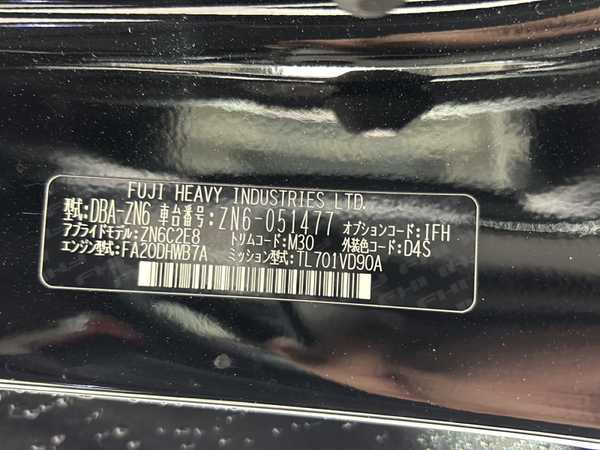 FUJI HEAVY INDUSTRIES LTD.
型式:DBA-ZN6 車台番号:ZN6-051477 オプションコード:IFH
アプライドモデル:ZN6C2E8 トリムコード:M30 外装色コード:D4S
エンジン型式:FA20DHWB7A ミッション型式:TL701VD90A